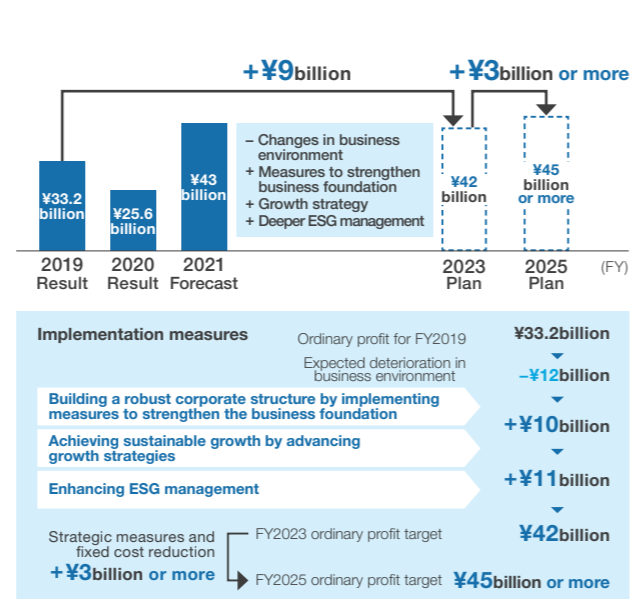 +¥9billion
+¥3billion or more
– Changes in business
environment
+ Measures to strengthen
business foundation
+ Growth strategy
+ Deeper ESG management
¥33.2
billion
¥25.6
billion
¥43
billion
¥42
billion
¥45
billion
or more
2019
Result
2020
Result
2021
Forecast
2023
Plan
2025
Plan
(FY)
Implementation measures
Ordinary profit for FY2019
¥33.2billion
Expected deterioration in
business environment
–¥12billion
Building a robust corporate structure by implementing
measures to strengthen the business foundation
+¥10billion
Achieving sustainable growth by advancing
growth strategies
Enhancing ESG management
+¥11billion
Strategic measures and
fixed cost reduction
+¥3billion or more
FY2023 ordinary profit target
¥42billion
FY2025 ordinary profit target
¥45billion or more